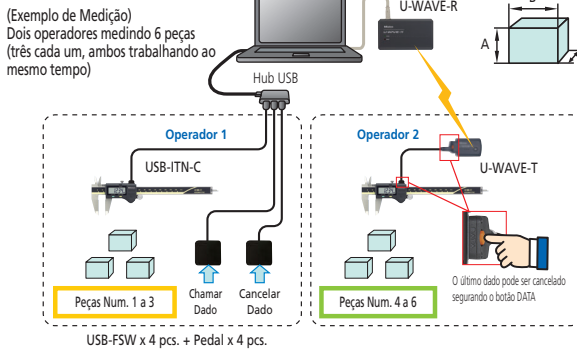 (Exemplo de Medição)
Dois operadores medindo 6 peças
(três cada um, ambos trabalhando ao
mesmo tempo)
U-WAVE-R
A
Hub USB
Operador 1
USB-ITN-C
Operador 2
U-WAVE-T
Peças Num. 1 a 3
Chamar
Dado
Cancelar
Dado
Peças Num. 4 a 6
O último dado pode ser cancelado
segurando o botão DATA
USB-FSW x 4 pcs. + Pedal x 4 pcs.